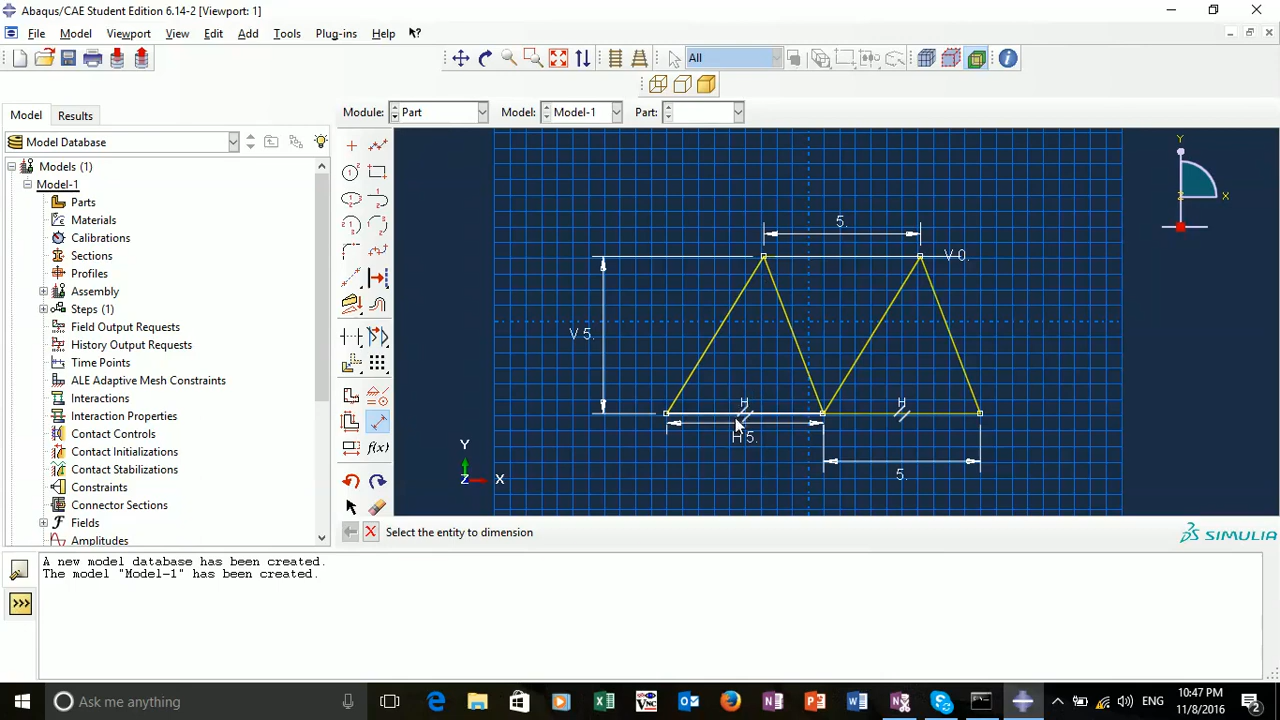 Abaqus/CAE Student Edition 6.14-2 [Viewport: 1]
File Model Viewport View Edit Add Tools Plug-ins Help
All
Model Results
Module: Part Model: Model-1 Part:
Model Database
Models (1)
Model-1
Parts
Materials
Calibrations
Sections
Profiles
Assembly
Steps (1)
Field Output Requests
History Output Requests
Time Points
ALE Adaptive Mesh Constraints
Interactions
Interaction Properties
Contact Controls
Contact Initializations
Contact Stabilizations
Constraints
Connector Sections
Fields
Amplitudes
f(x)
Y
Z X
5.
V 0.
V 5.
H
H
H 5.
5.
Y
Z X
Select the entity to dimension
SIMULIA
A new model database has been created.
The model "Model-1" has been created.
>>>
Ask me anything
ENG
10:47 PM
11/8/2016
2